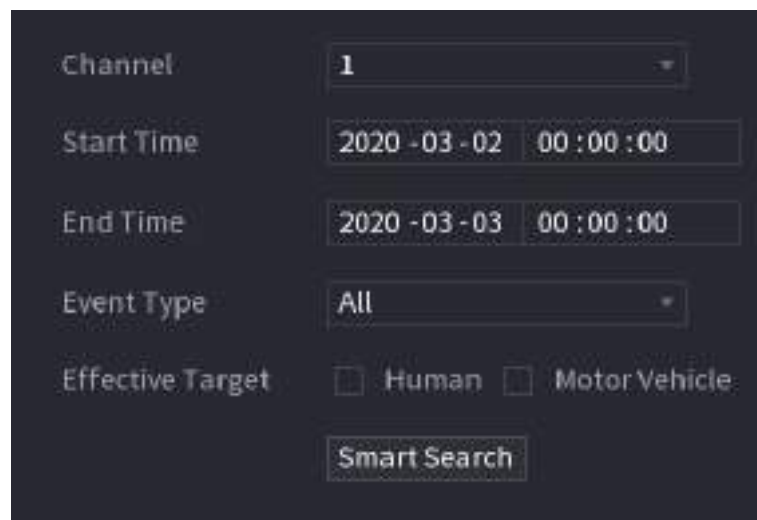 Channel 1
Start Time 2020 -03 -02 00 :00 :00
End Time 2020 -03 -03 00 :00 :00
Event Type All
Effective Target Human Motor Vehicle
Smart Search